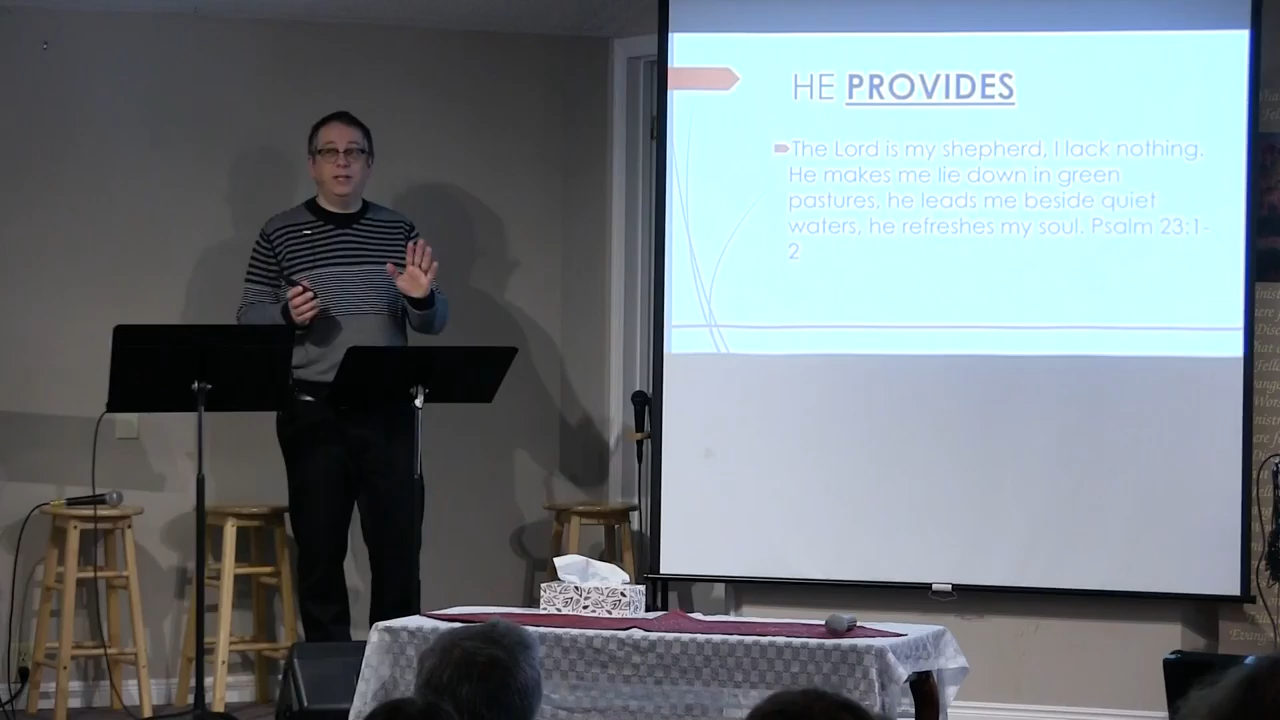 HE PROVIDES
The Lord is my shepherd, I lack nothing.
He makes me lie down in green
pastures, he leads me beside quiet
waters, he refreshes my soul. Psalm 23:1-
2